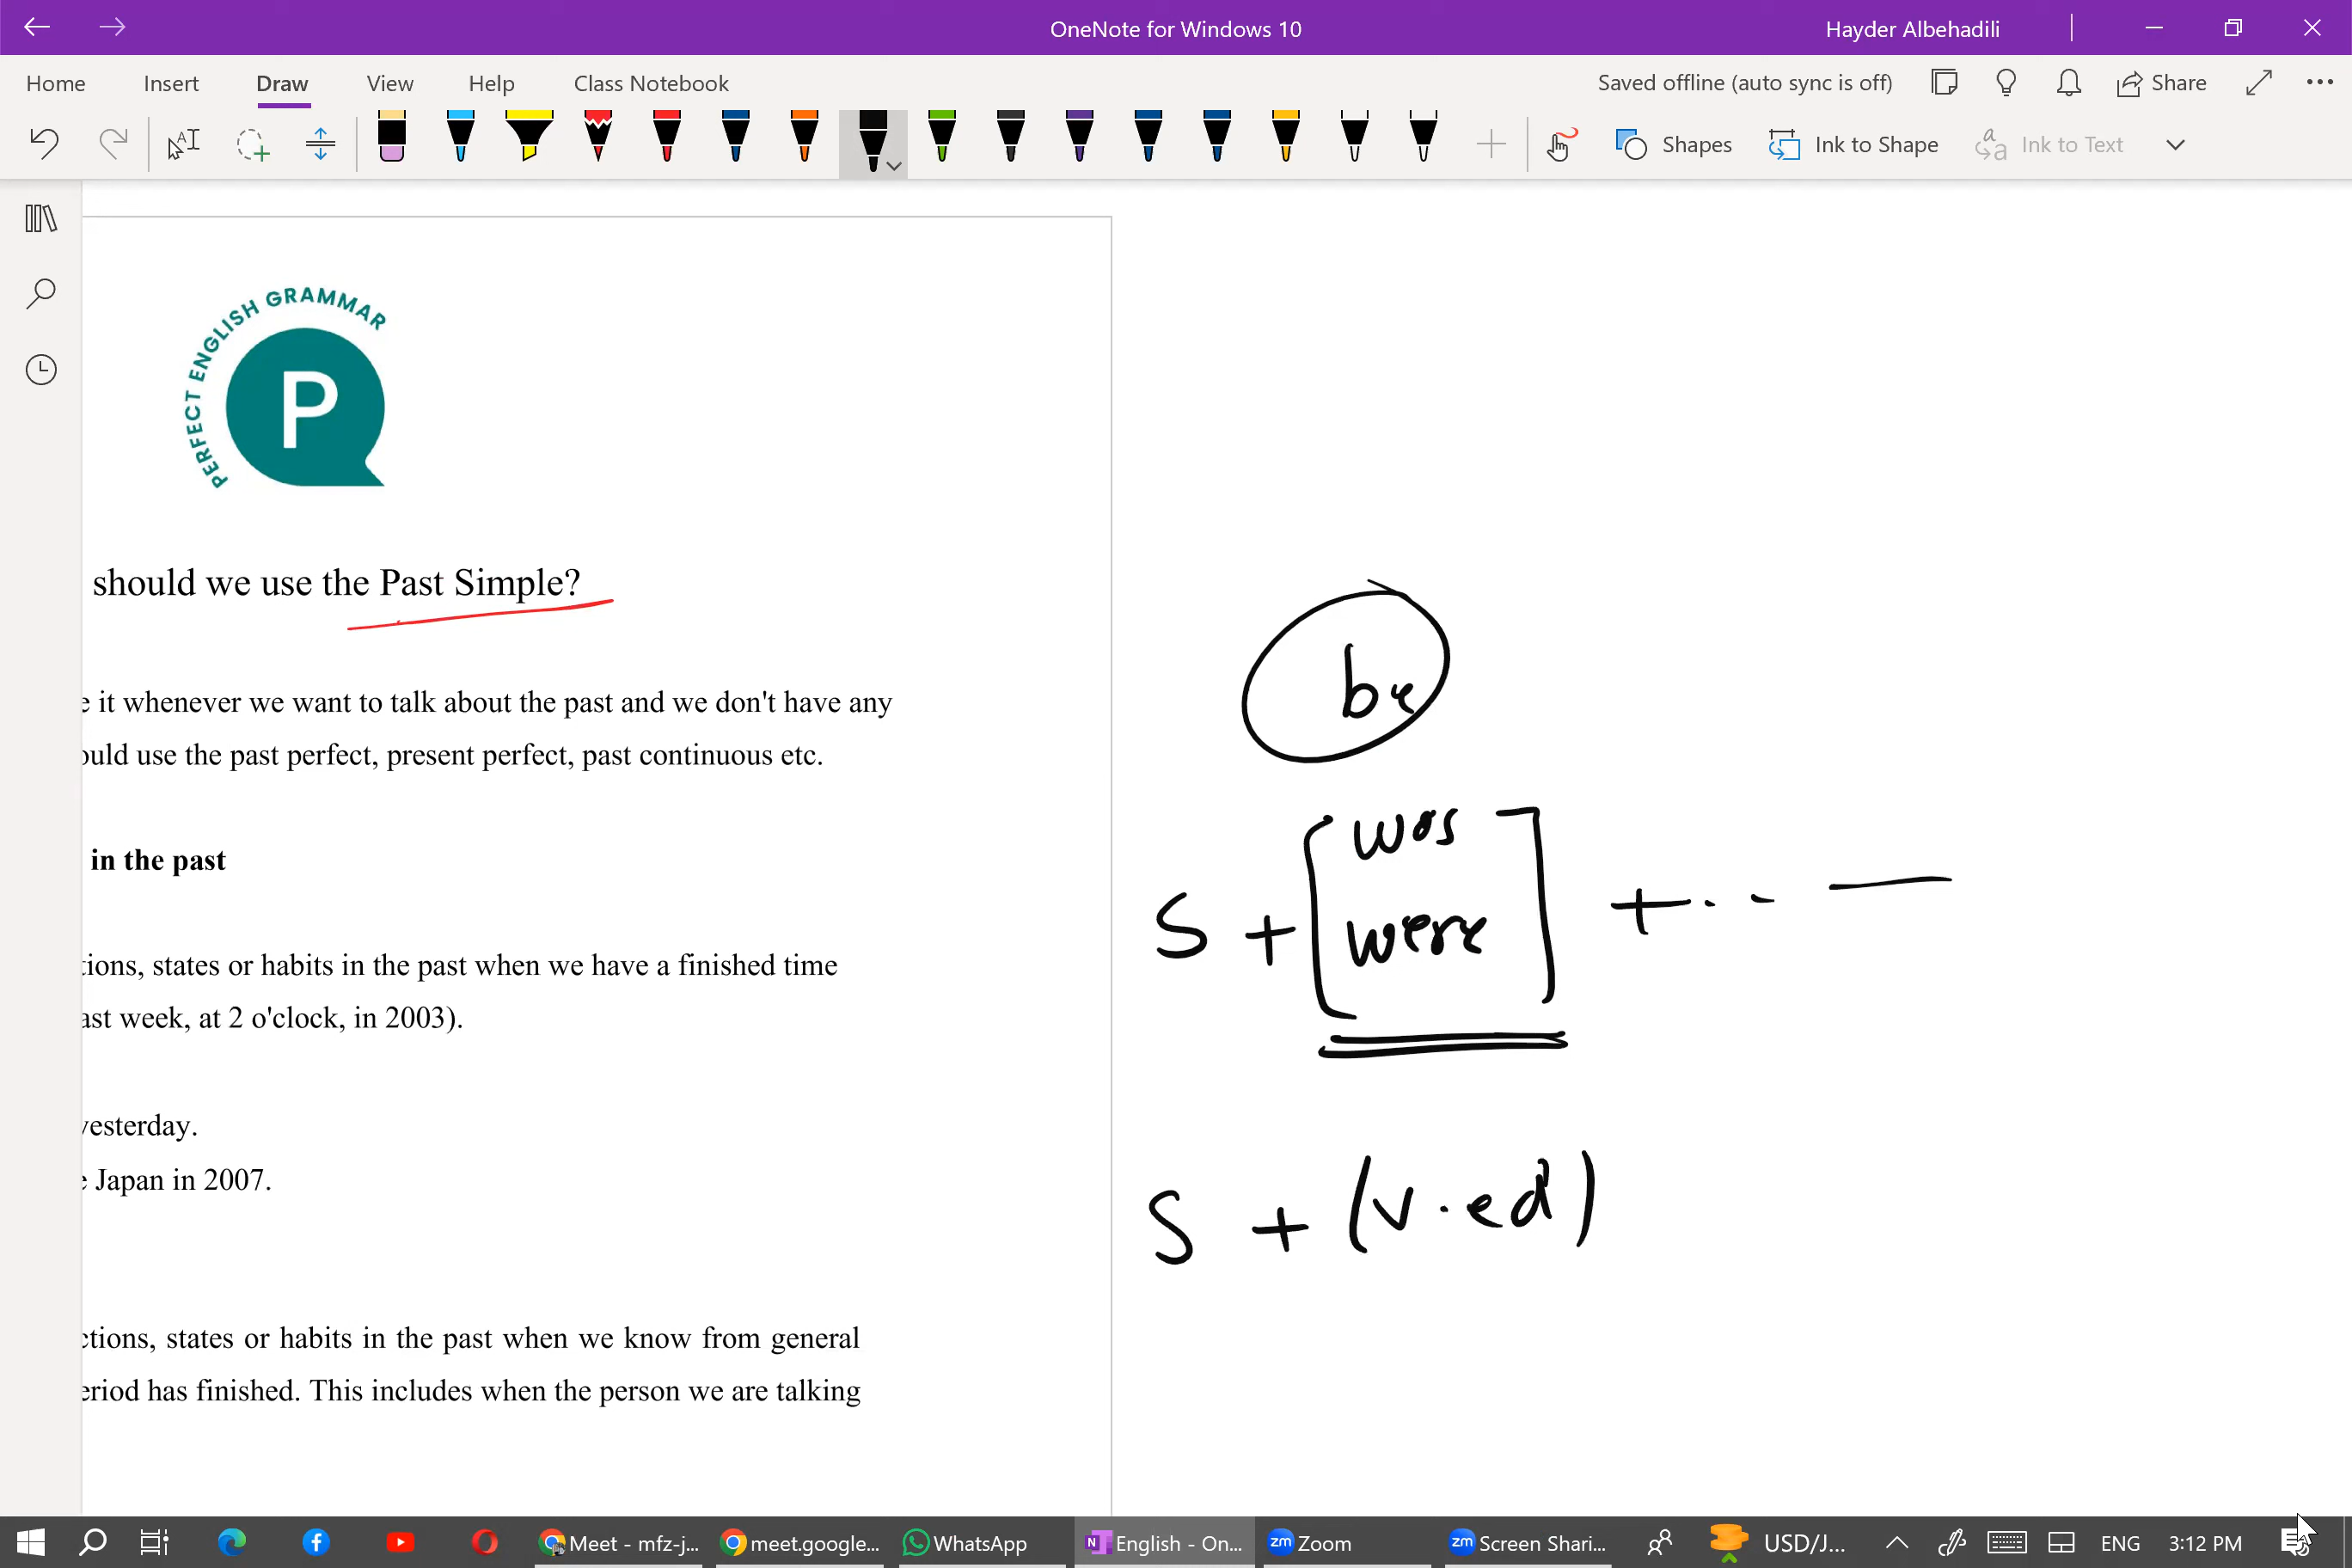 OneNote for Windows 10
Hayder Albehadili
Home Insert Draw View Help Class Notebook
Saved offline (auto sync is off) Share
Shapes Ink to Shape Ink to Text
PERFECT ENGLISH GRAMMAR
P
should we use the Past Simple?
e it whenever we want to talk about the past and we don't have any
ould use the past perfect, present perfect, past continuous etc.
in the past
tions, states or habits in the past when we have a finished time
ast week, at 2 o'clock, in 2003).
yesterday.
e Japan in 2007.
ctions, states or habits in the past when we know from general
eriod has finished. This includes when the person we are talking
be
was
S + [ were ] + . . —
S + (v.ed)
Meet - mfz-j... meet.google... WhatsApp English - On... Zoom Screen Shari... USD/J... ENG 3:12 PM